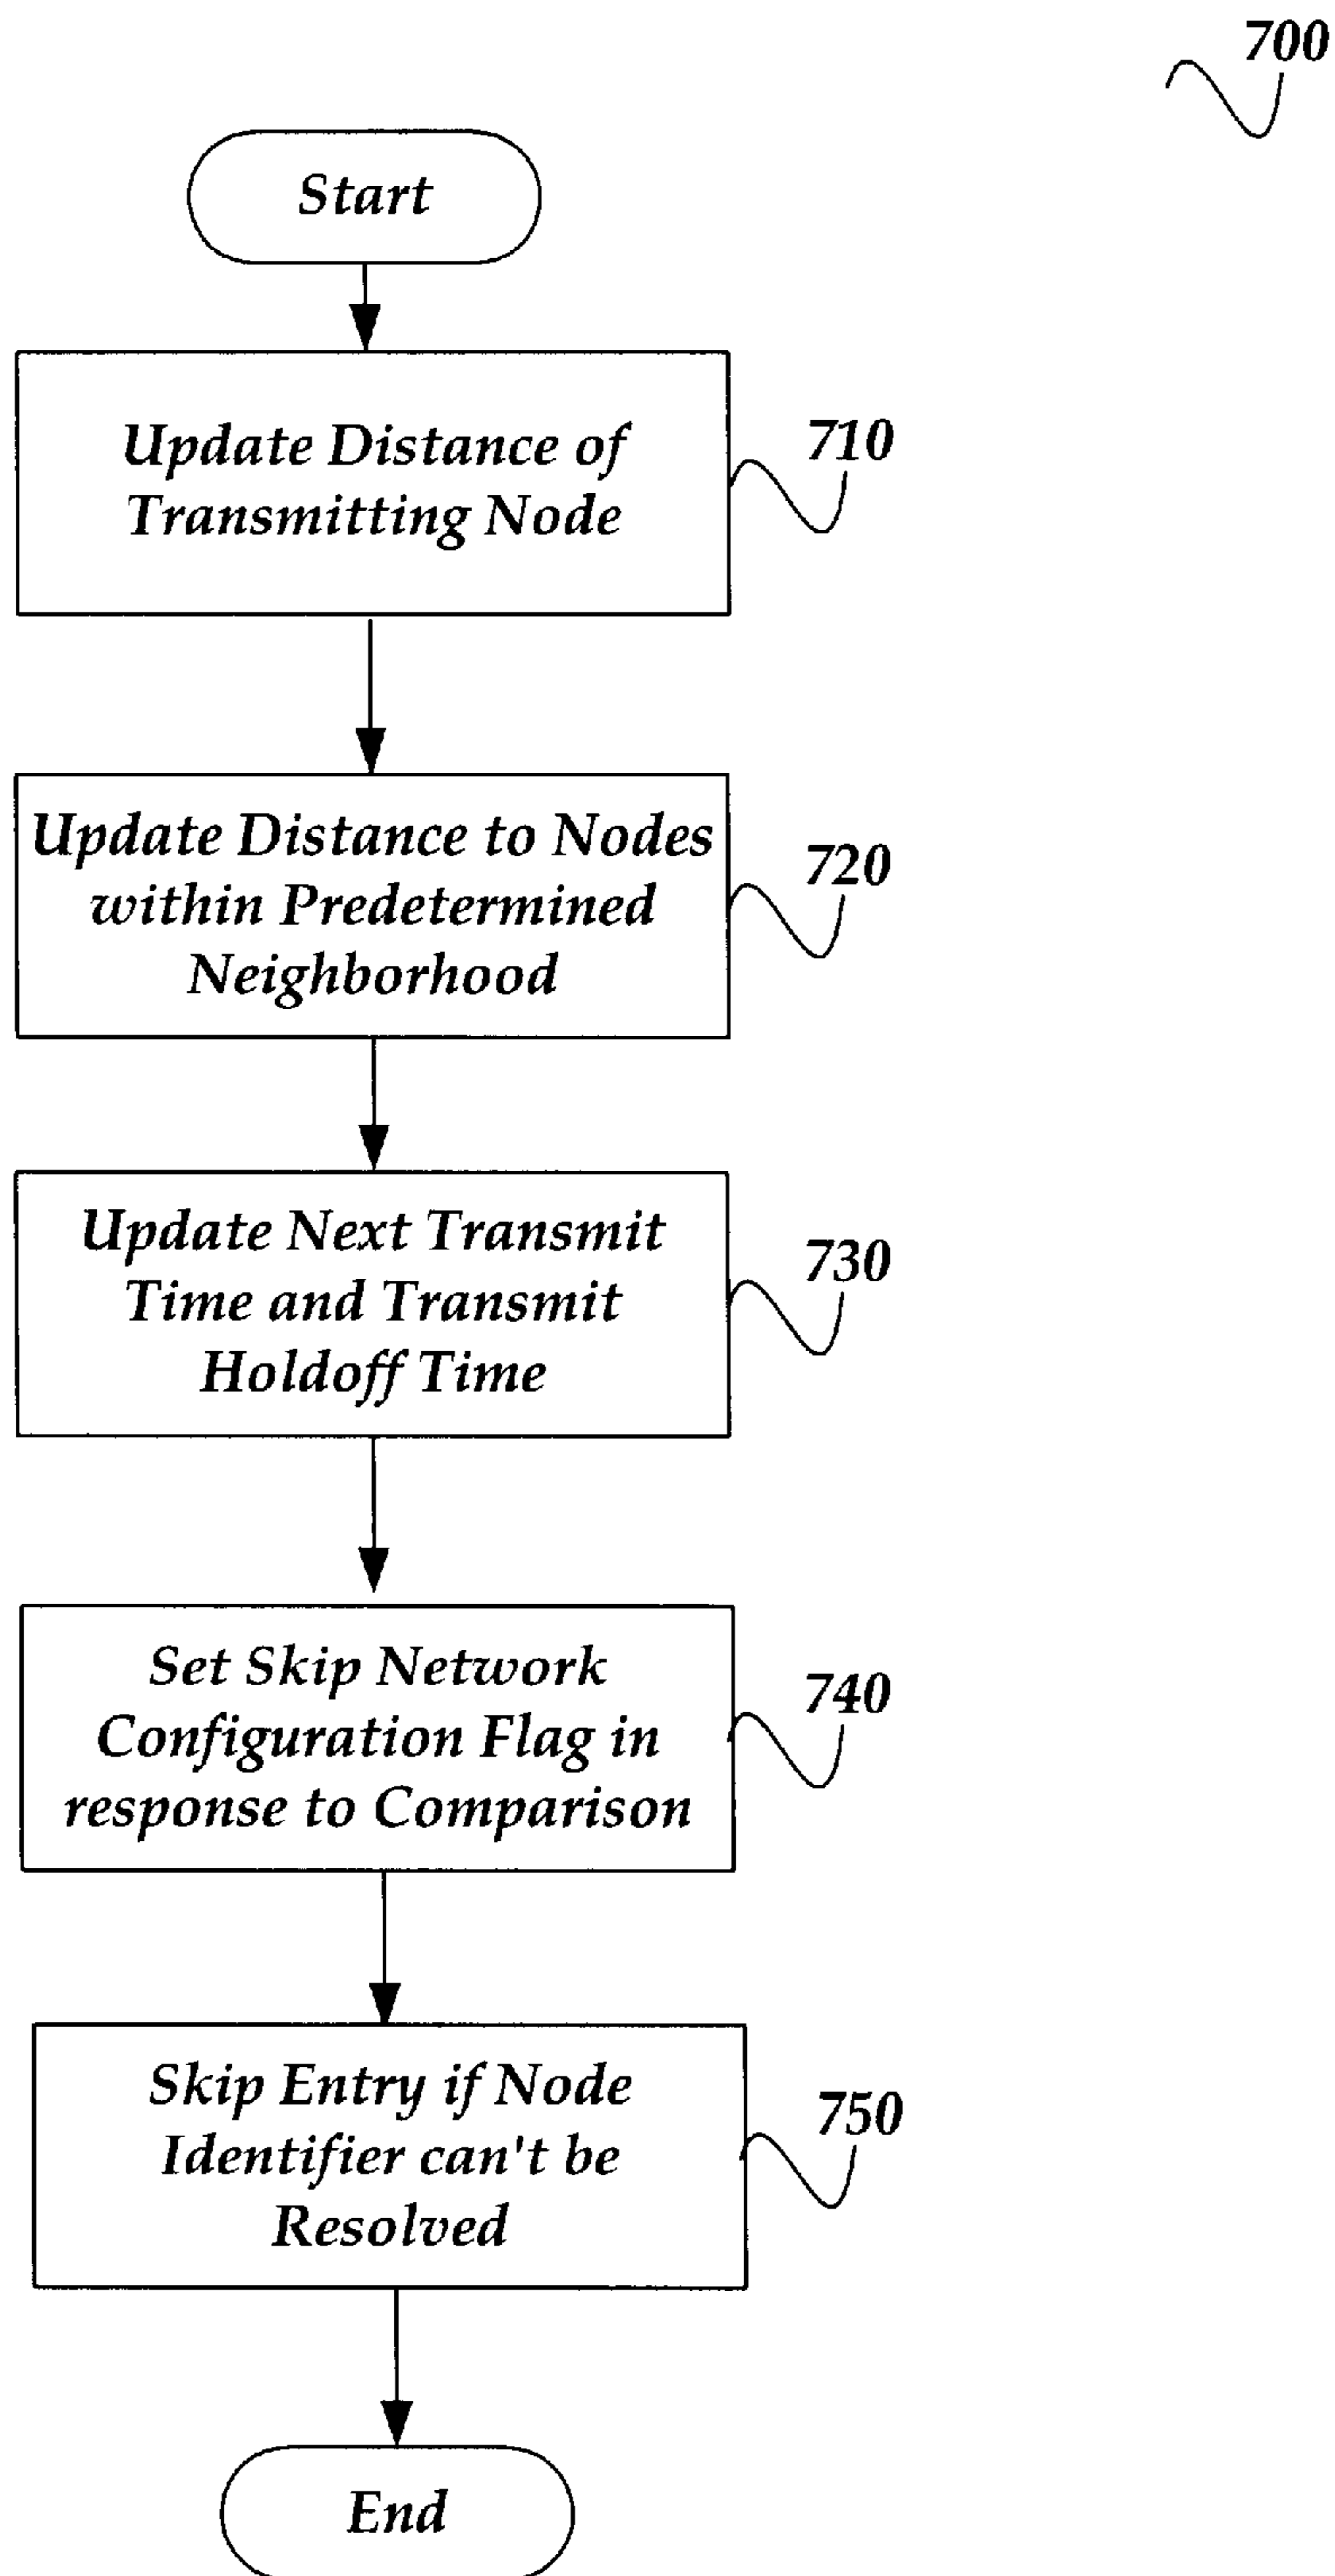 700
Start
Update Distance of
Transmitting Node
710
Update Distance to Nodes
within Predetermined
Neighborhood
720
Update Next Transmit
Time and Transmit
Holdoff Time
730
Set Skip Network
Configuration Flag in
response to Comparison
740
Skip Entry if Node
Identifier can't be
Resolved
750
End